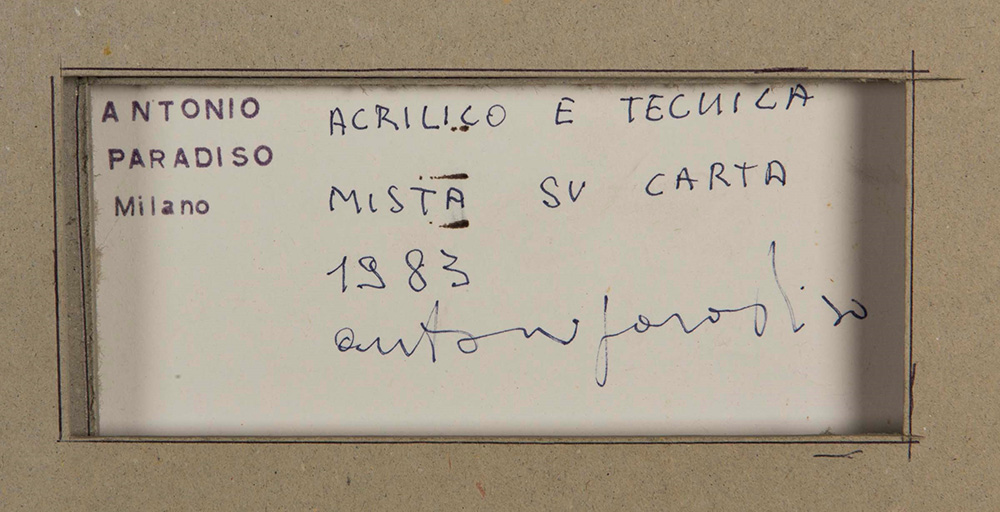 ANTONIO
PARADISO
Milano
ACRILICO E TECNICA
MISTA SU CARTA
1983
antonio paradiso